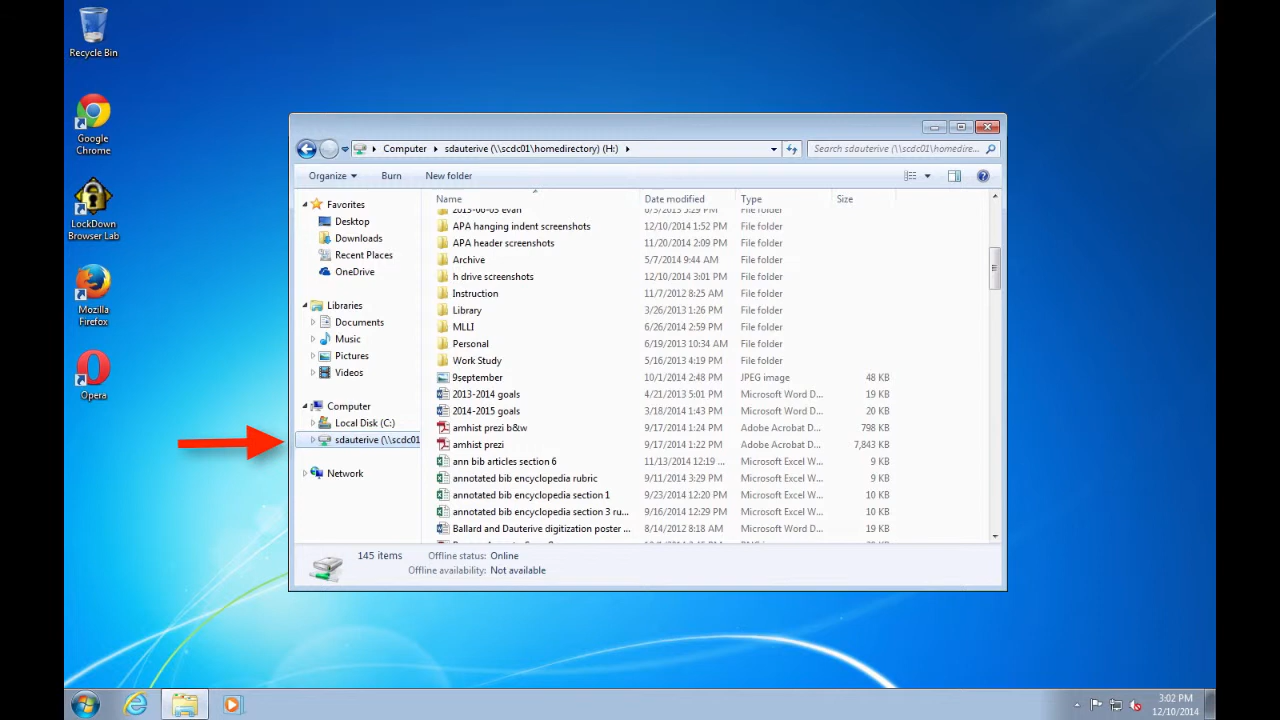 Recycle Bin
Google
Chrome
LockDown
Browser Lab
Mozilla
Firefox
Opera
Computer sdauterive (\\scdc01\homedirectory) (H:)
Search sdauterive (\\scdc01\homedire...
Organize Burn New folder
Favorites
Desktop
Downloads
Recent Places
OneDrive
Libraries
Documents
Music
Pictures
Videos
Computer
Local Disk (C:)
sdauterive (\\scdc01
Network
Name Date modified Type Size
2013-06-05 evan 6/5/2013 3:29 PM File folder
APA hanging indent screenshots 12/10/2014 1:52 PM File folder
APA header screenshots 11/20/2014 2:09 PM File folder
Archive 5/7/2014 9:44 AM File folder
h drive screenshots 12/10/2014 3:01 PM File folder
Instruction 11/7/2012 8:25 AM File folder
Library 3/26/2013 1:26 PM File folder
MLLI 6/26/2014 2:59 PM File folder
Personal 6/19/2013 10:34 AM File folder
Work Study 5/16/2013 4:19 PM File folder
9september 10/1/2014 2:48 PM JPEG image 48 KB
2013-2014 goals 4/21/2013 5:01 PM Microsoft Word D... 19 KB
2014-2015 goals 3/18/2014 1:43 PM Microsoft Word D... 20 KB
amhist prezi b&w 9/17/2014 1:24 PM Adobe Acrobat D... 798 KB
amhist prezi 9/17/2014 1:22 PM Adobe Acrobat D... 7,843 KB
ann bib articles section 6 11/13/2014 12:19 ... Microsoft Excel W... 9 KB
annotated bib encyclopedia rubric 9/11/2014 3:29 PM Microsoft Excel W... 9 KB
annotated bib encyclopedia section 1 9/23/2014 12:20 PM Microsoft Excel W... 10 KB
annotated bib encyclopedia section 3 ru... 9/16/2014 12:29 PM Microsoft Excel W... 10 KB
Ballard and Dauterive digitization poster ... 8/14/2012 8:18 AM Microsoft Word D... 19 KB
145 items Offline status: Online
Offline availability: Not available
3:02 PM
12/10/2014